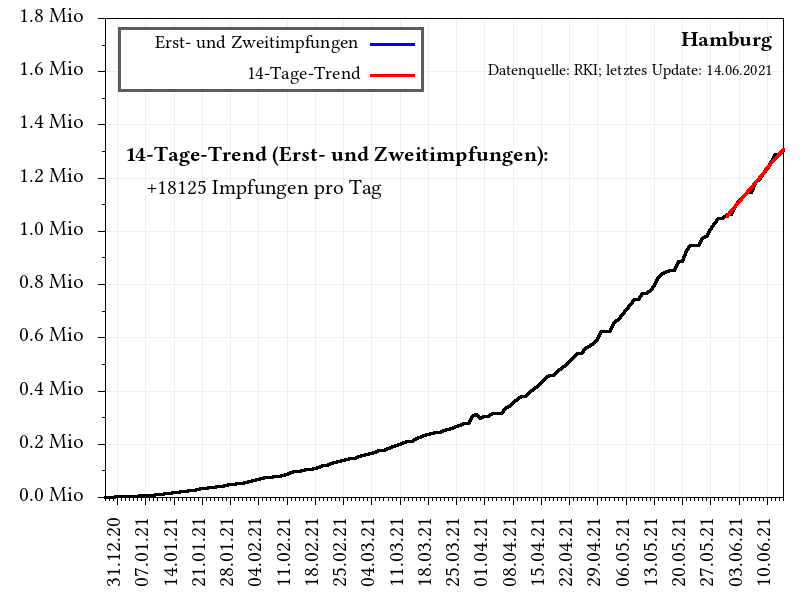 1.8 Mio
1.6 Mio
1.4 Mio
1.2 Mio
1.0 Mio
0.8 Mio
0.6 Mio
0.4 Mio
0.2 Mio
0.0 Mio
Erst- und Zweitimpfungen
14-Tage-Trend
Hamburg
Datenquelle: RKI; letztes Update: 14.06.2021
14-Tage-Trend (Erst- und Zweitimpfungen):
+18125 Impfungen pro Tag
31.12.20
07.01.21
14.01.21
21.01.21
28.01.21
04.02.21
11.02.21
18.02.21
25.02.21
04.03.21
11.03.21
18.03.21
25.03.21
01.04.21
08.04.21
15.04.21
22.04.21
29.04.21
06.05.21
13.05.21
20.05.21
27.05.21
03.06.21
10.06.21